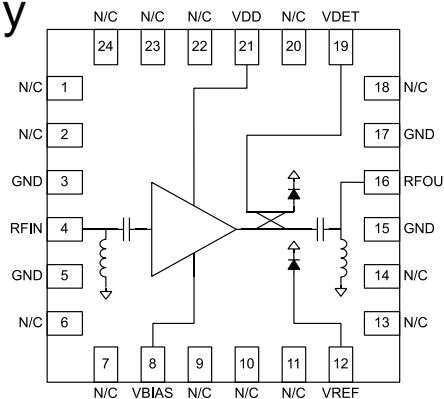 y
N/C N/C N/C VDD N/C VDET
24 23 22 21 20 19
N/C 1 18 N/C
N/C 2 17 GND
GND 3 16 RFOU
RFIN 4 15 GND
GND 5 14 N/C
N/C 6 13 N/C
7 8 9 10 11 12
N/C VBIAS N/C N/C N/C VREF